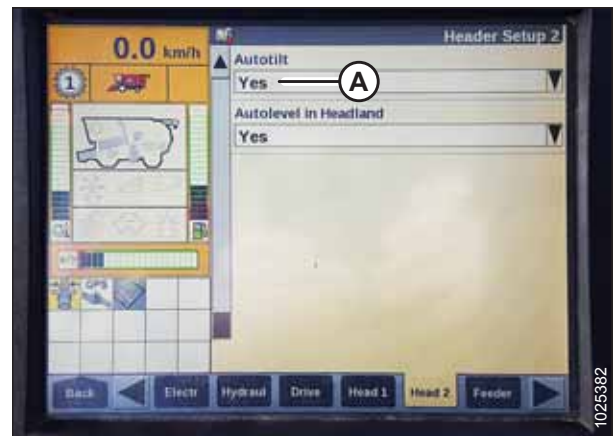 0.0 km/h
Header Setup 2
Autotilt
Yes
A
Autolevel in Headland
Yes
1
GPS
Back
Electr
Hydraul
Drive
Head 1
Head 2
Feeder
1025382